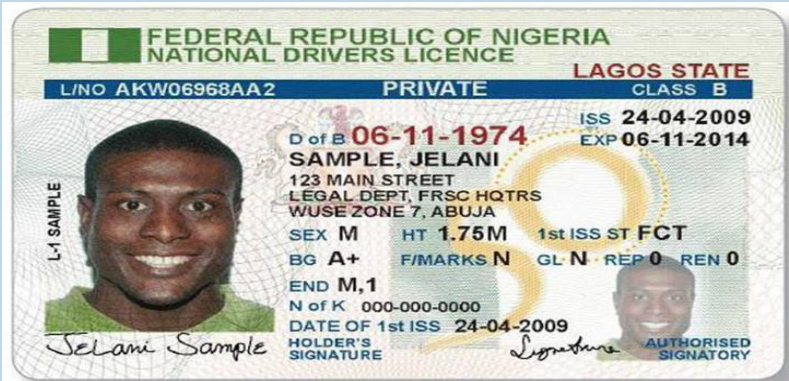 FEDERAL REPUBLIC OF NIGERIA
NATIONAL DRIVERS LICENCE
LAGOS STATE
L/NO AKW06968AA2 PRIVATE CLASS B
ISS 24-04-2009
D of B 06-11-1974 EXP 06-11-2014
SAMPLE, JELANI
123 MAIN STREET
LEGAL DEPT, FRSC HQTRS
WUSE ZONE 7, ABUJA
SEX M HT 1.75M 1st ISS ST FCT
BG A+ F/MARKS N GL N REP 0 REN 0
END M,1
N of K 000-000-0000
DATE OF 1st ISS 24-04-2009
HOLDER'S SIGNATURE
AUTHORISED SIGNATORY
L-1 SAMPLE
Jelani Sample
Signature